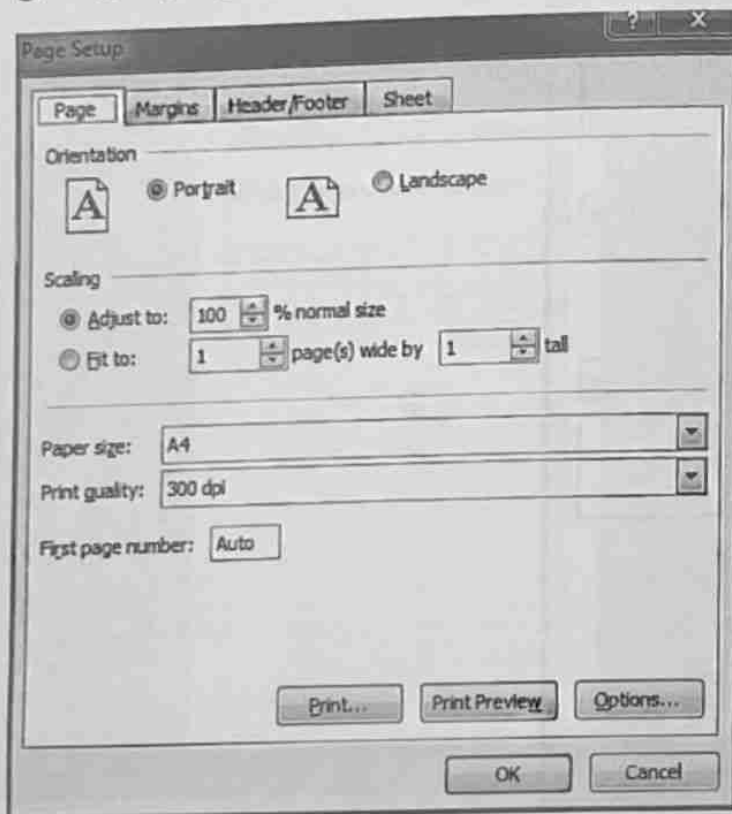 ? X
Page Setup
Page Margins Header/Footer Sheet
Orientation
A Portrait A Landscape
Scaling
Adjust to: 100 % normal size
Fit to: 1 page(s) wide by 1 tall
Paper size: A4
Print quality: 300 dpi
First page number: Auto
Print... Print Preview Options...
OK Cancel